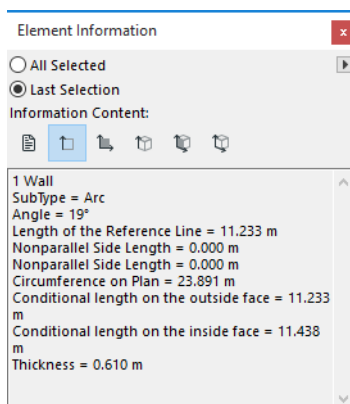 Element Information
x
All Selected
Last Selection
Information Content:
1 Wall
SubType = Arc
Angle = 19°
Length of the Reference Line = 11.233 m
Nonparallel Side Length = 0.000 m
Nonparallel Side Length = 0.000 m
Circumference on Plan = 23.891 m
Conditional length on the outside face = 11.233
m
Conditional length on the inside face = 11.438
m
Thickness = 0.610 m